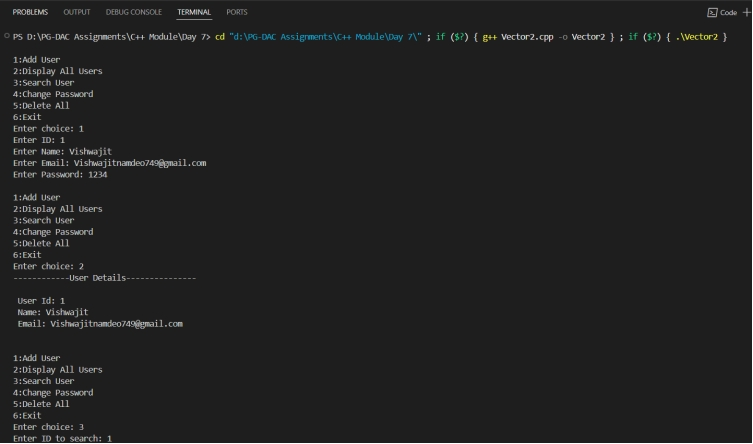 PROBLEMS OUTPUT DEBUG CONSOLE TERMINAL PORTS Code
PS D:\PG-DAC Assignments\C++ Module\Day 7> cd "d:\PG-DAC Assignments\C++ Module\Day 7\" ; if ($?) { g++ Vector2.cpp -o Vector2 } ; if ($?) { .\Vector2 }
1:Add User
2:Display All Users
3:Search User
4:Change Password
5:Delete All
6:Exit
Enter choice: 1
Enter ID: 1
Enter Name: Vishwajit
Enter Email: Vishwajitnamdeo749@gmail.com
Enter Password: 1234
1:Add User
2:Display All Users
3:Search User
4:Change Password
5:Delete All
6:Exit
Enter choice: 2
------------User Details---------------
User Id: 1
Name: Vishwajit
Email: Vishwajitnamdeo749@gmail.com
1:Add User
2:Display All Users
3:Search User
4:Change Password
5:Delete All
6:Exit
Enter choice: 3
Enter ID to search: 1